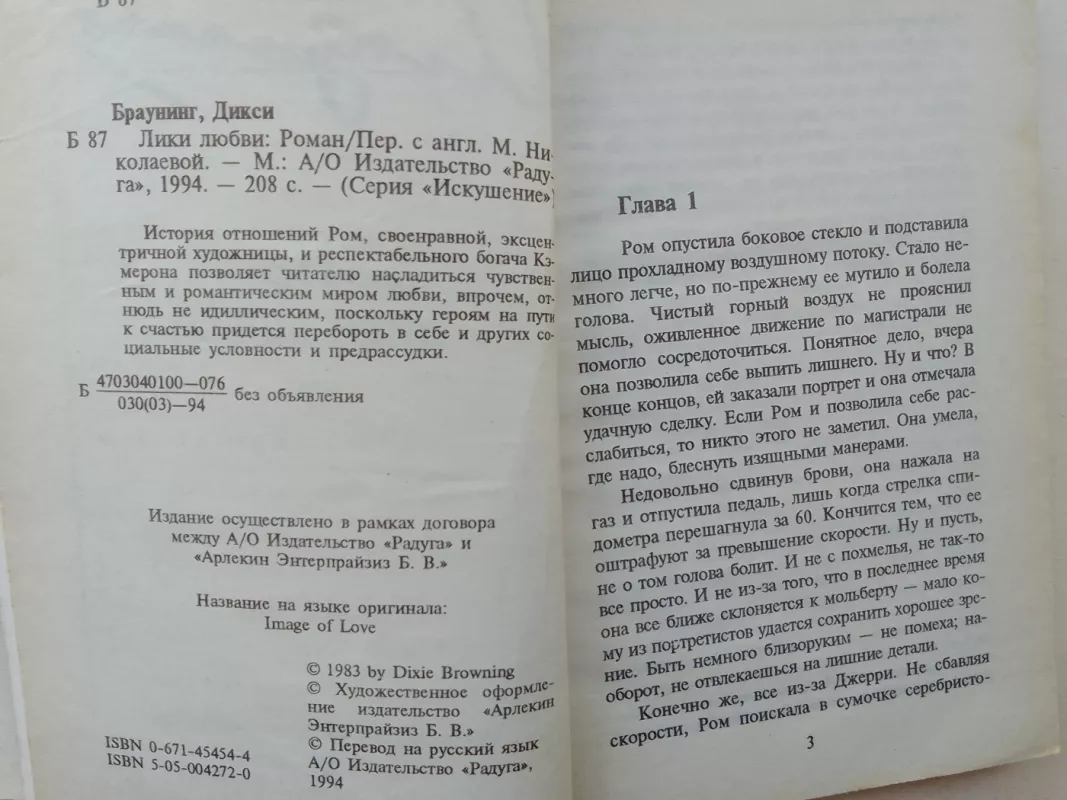 Б 87
Браунинг, Дикси
Б 87 Лики любви: Роман/Пер. с англ. М. Ни-
колаевой. — М.: А/О Издательство «Раду-
га», 1994. — 208 с. — (Серия «Искушение»)
История отношений Ром, своенравной, эксцен-
тричной художницы, и респектабельного богача Кэ-
мерона позволяет читателю насладиться чувствен-
ным и романтическим миром любви, впрочем, от-
нюдь не идиллическим, поскольку героям на пути
к счастью придется перебороть в себе и других со-
циальные условности и предрассудки.
Б 4703040100—076
030(03)—94 без объявления
Издание осуществлено в рамках договора
между А/О Издательство «Радуга» и
«Арлекин Энтерпрайзиз Б. В.»
Название на языке оригинала:
Image of Love
© 1983 by Dixie Browning
© Художественное оформле-
ние издательство «Арлекин
Энтерпрайзиз Б. В.»
© Перевод на русский язык
А/О Издательство «Радуга»,
1994
ISBN 0-671-45454-4
ISBN 5-05-004272-0
Глава 1
Ром опустила боковое стекло и подставила
лицо прохладному воздушному потоку. Стало не-
много легче, но по-прежнему ее мутило и болела
голова. Чистый горный воздух не прояснил
мысль, оживленное движение по магистрали не
помогло сосредоточиться. Понятное дело, вчера
она позволила себе выпить лишнего. Ну и что? В
конце концов, ей заказали портрет и она отмечала
удачную сделку. Если Ром и позволила себе рас-
слабиться, то никто этого не заметил. Она умела,
где надо, блеснуть изящными манерами.
Недовольно сдвинув брови, она нажала на
газ и отпустила педаль, лишь когда стрелка спи-
дометра перешагнула за 60. Кончится тем, что ее
оштрафуют за превышение скорости. Ну и пусть,
не о том голова болит. И не с похмелья, не так-то
все просто. И не из-за того, что в последнее время
она все ближе склоняется к мольберту — мало ко-
му из портретистов удается сохранить хорошее зре-
ние. Быть немного близоруким — не помеха; на-
оборот, не отвлекаешься на лишние детали.
Конечно же, все из-за Джерри. Не сбавляя
скорости, Ром поискала в сумочке серебристо-
3